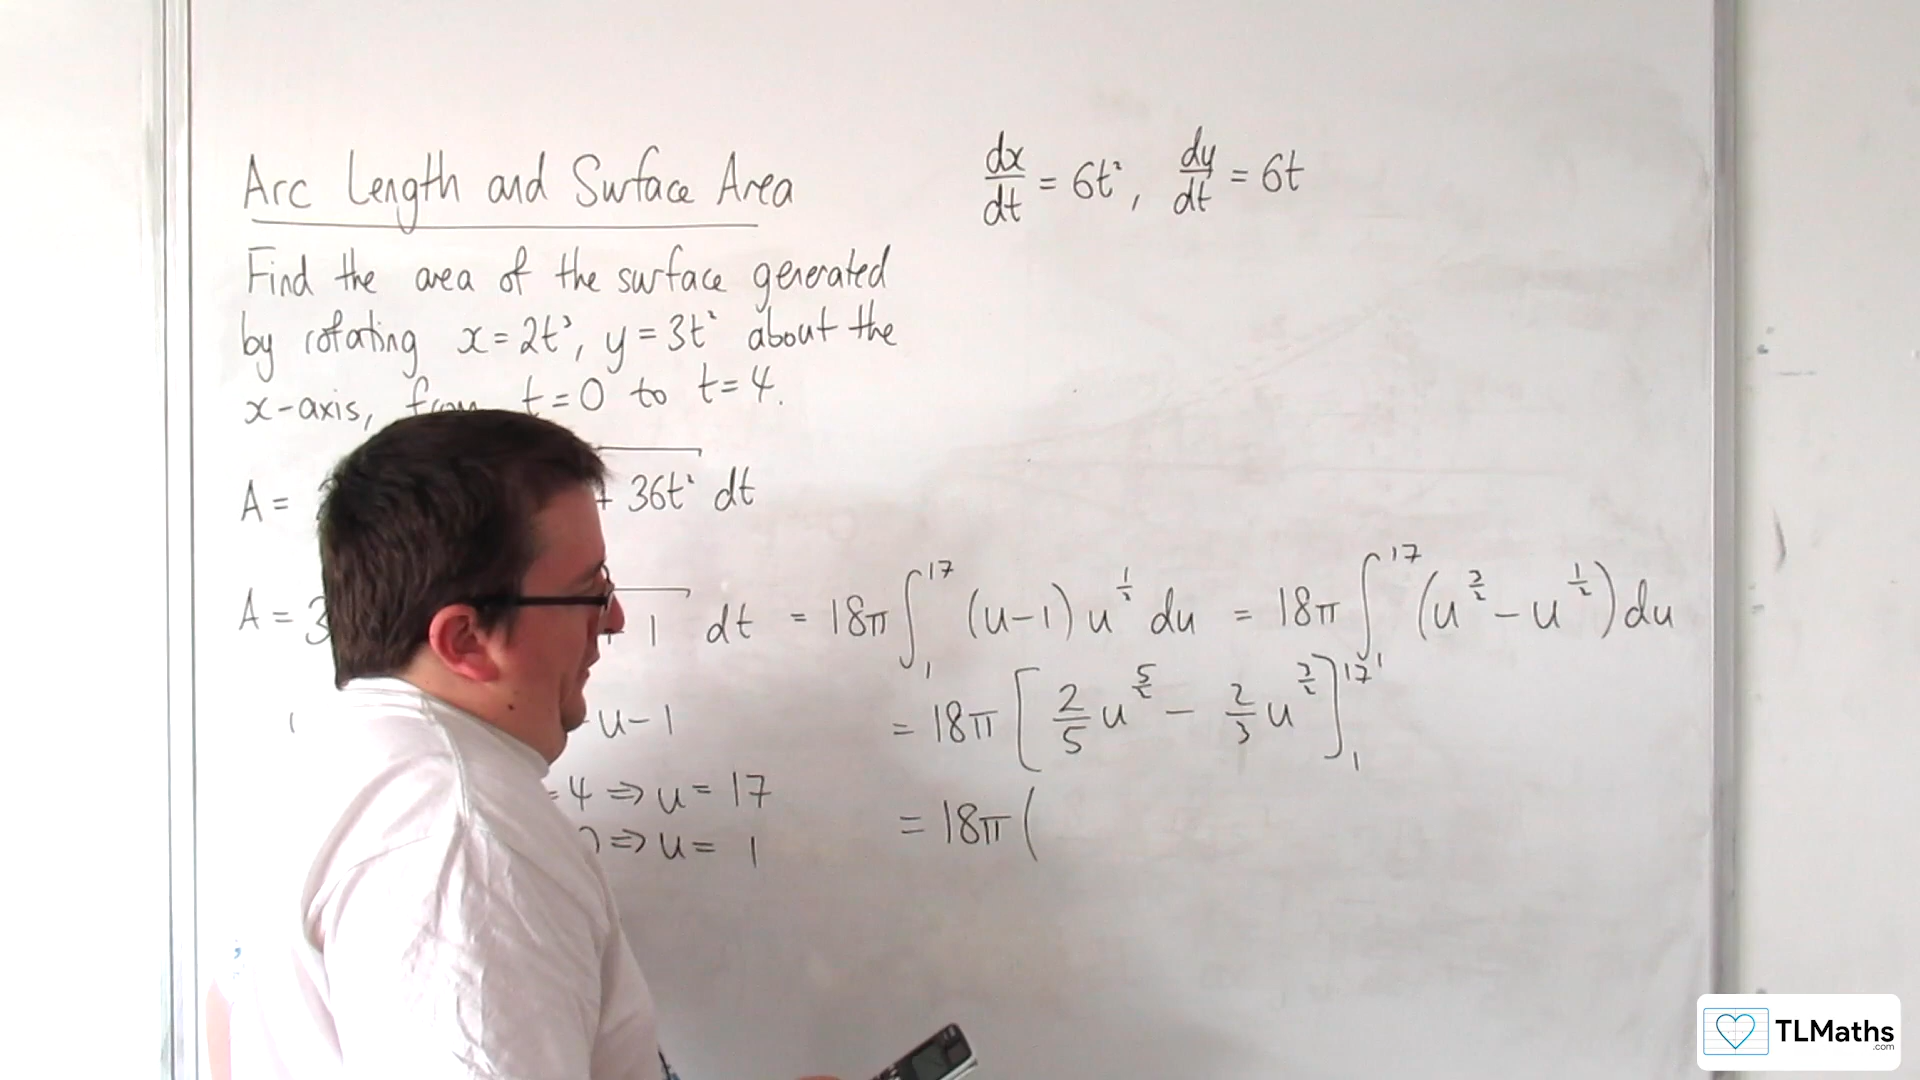 Arc Length and Surface Area
Find the area of the surface generated
by rotating x = 2t³, y = 3t² about the
x-axis, from t = 0 to t = 4.
A = + 36t² dt
A = 3 + 1 dt = 18π ∫₁¹⁷ (u-1) u^½ du = 18π ∫₁¹⁷ (u^(3/2) - u^(1/2)) du
u-1
= 4 ⇒ u = 17
⇒ u = 1
dx/dt = 6t², dy/dt = 6t
= 18π [2/5 u^(5/2) - 2/3 u^(3/2)]₁¹⁷
= 18π (
TLMaths
.com